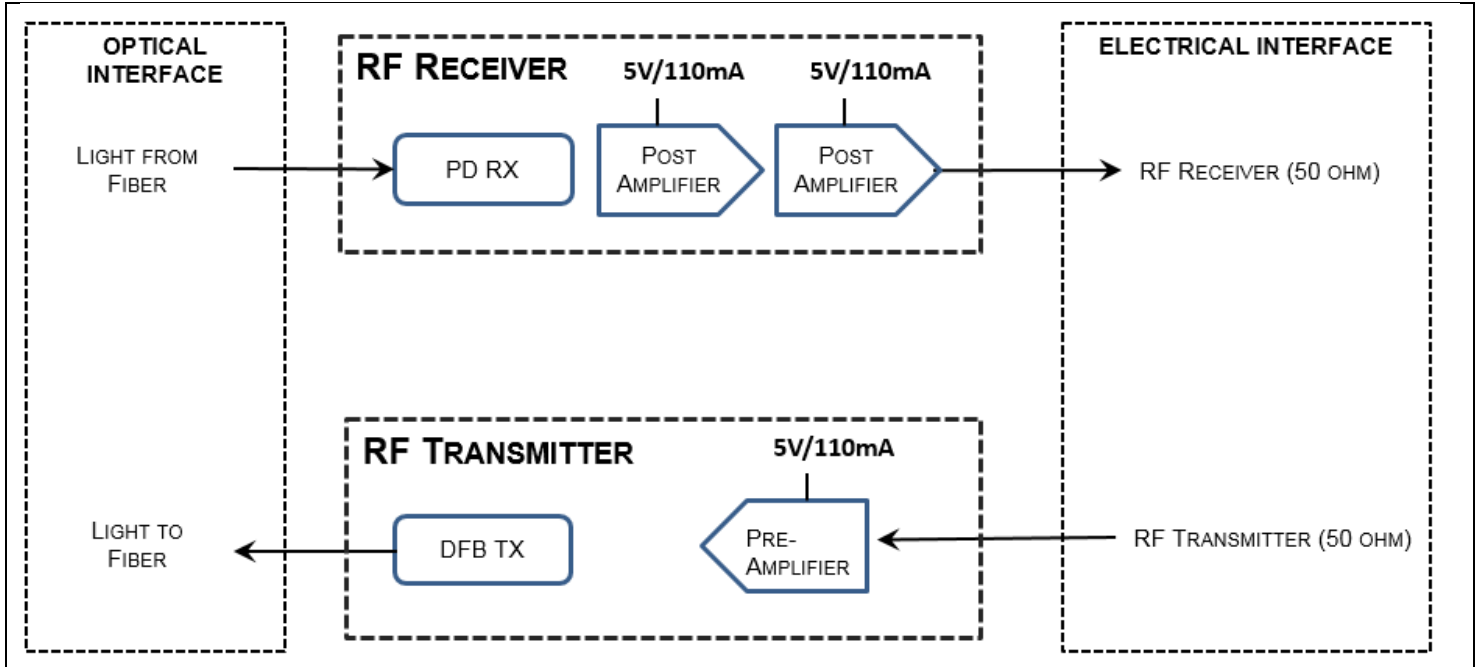 OPTICAL
INTERFACE
LIGHT FROM
FIBER
LIGHT TO
FIBER
RF RECEIVER
5V/110mA
5V/110mA
PD RX
POST
AMPLIFIER
POST
AMPLIFIER
RF TRANSMITTER
5V/110mA
DFB TX
PRE-
AMPLIFIER
ELECTRICAL INTERFACE
RF RECEIVER (50 OHM)
RF TRANSMITTER (50 OHM)